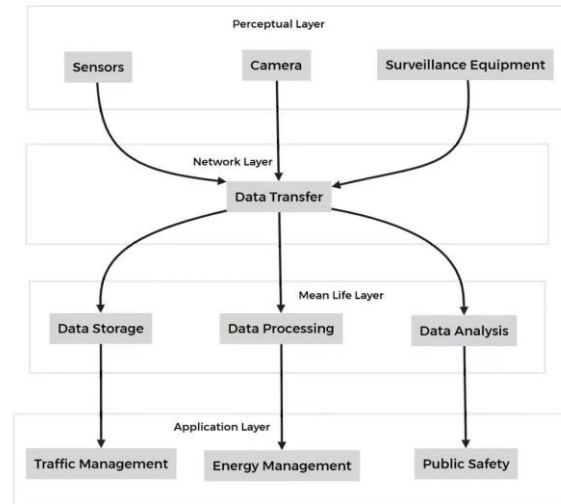 Perceptual Layer
Sensors
Camera
Surveillance Equipment
Network Layer
Data Transfer
Mean Life Layer
Data Storage
Data Processing
Data Analysis
Application Layer
Traffic Management
Energy Management
Public Safety